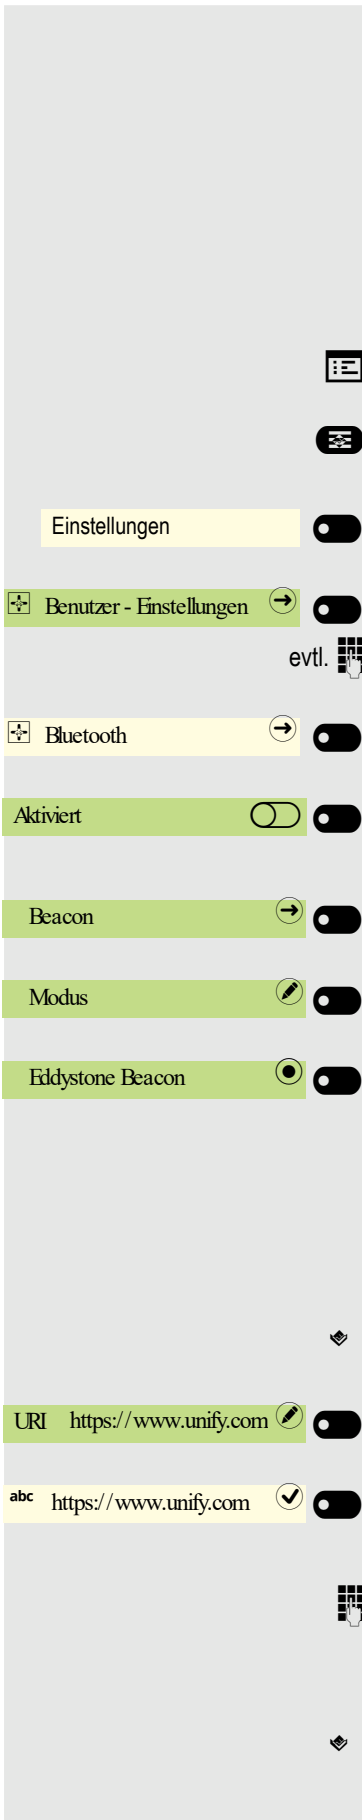 Einstellungen
Benutzer - Einstellungen
evtl.
Bluetooth
Aktiviert
Beacon
Modus
Eddystone Beacon
URI https://www.unify.com
abc https://www.unify.com